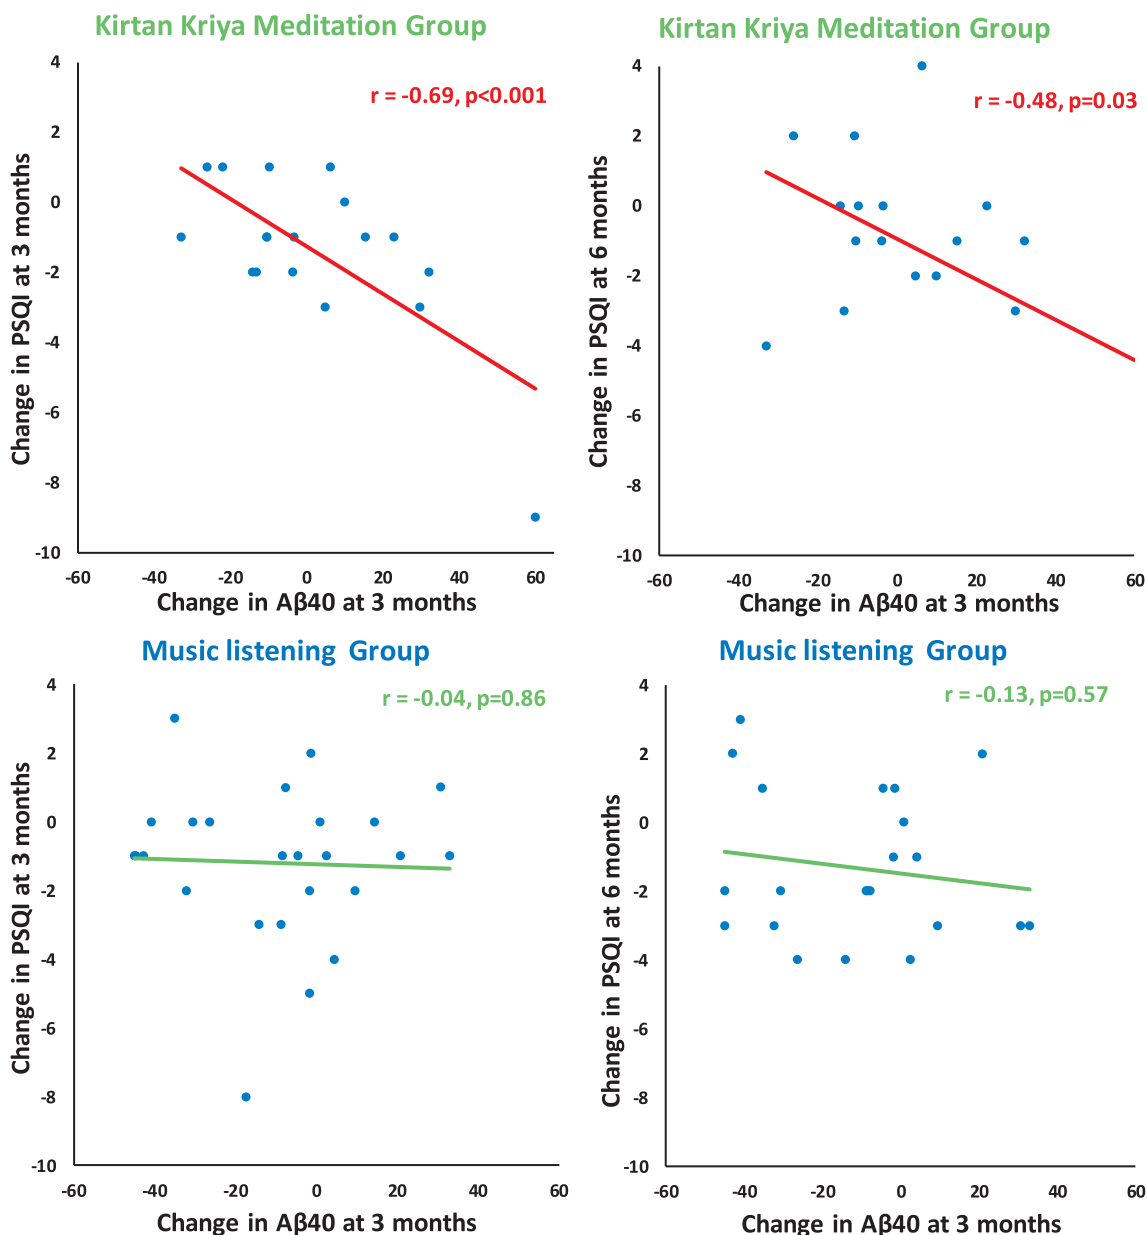 Kirtan Kriya Meditation Group
r = -0.69, p<0.001
Change in PSQI at 3 months
4
2
0
-2
-4
-6
-8
-10
-60 -40 -20 0 20 40 60
Change in Aβ40 at 3 months
Kirtan Kriya Meditation Group
r = -0.48, p=0.03
Change in PSQI at 6 months
4
2
0
-2
-4
-6
-8
-10
-60 -40 -20 0 20 40 60
Change in Aβ40 at 3 months
Music listening Group
r = -0.04, p=0.86
Change in PSQI at 3 months
4
2
0
-2
-4
-6
-8
-10
-60 -40 -20 0 20 40 60
Change in Aβ40 at 3 months
Music listening Group
r = -0.13, p=0.57
Change in PSQI at 6 months
4
2
0
-2
-4
-6
-8
-10
-60 -40 -20 0 20 40 60
Change in Aβ40 at 3 months